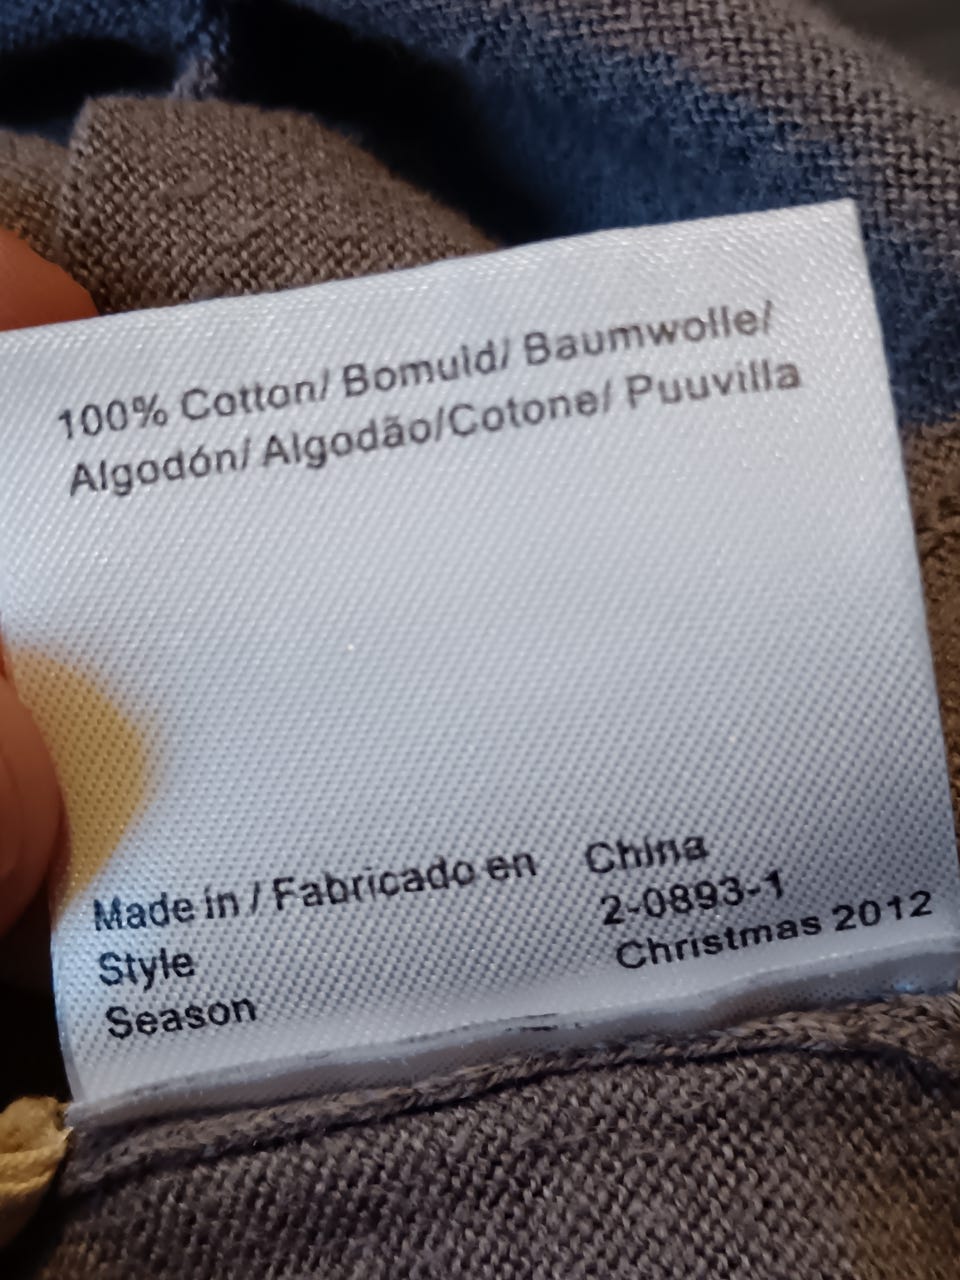 100% Cotton/ Bomuld/ Baumwolle/
Algodón/ Algodão/Cotone/ Puuvilla
Made in / Fabricado en China
Style 2-0893-1
Season Christmas 2012